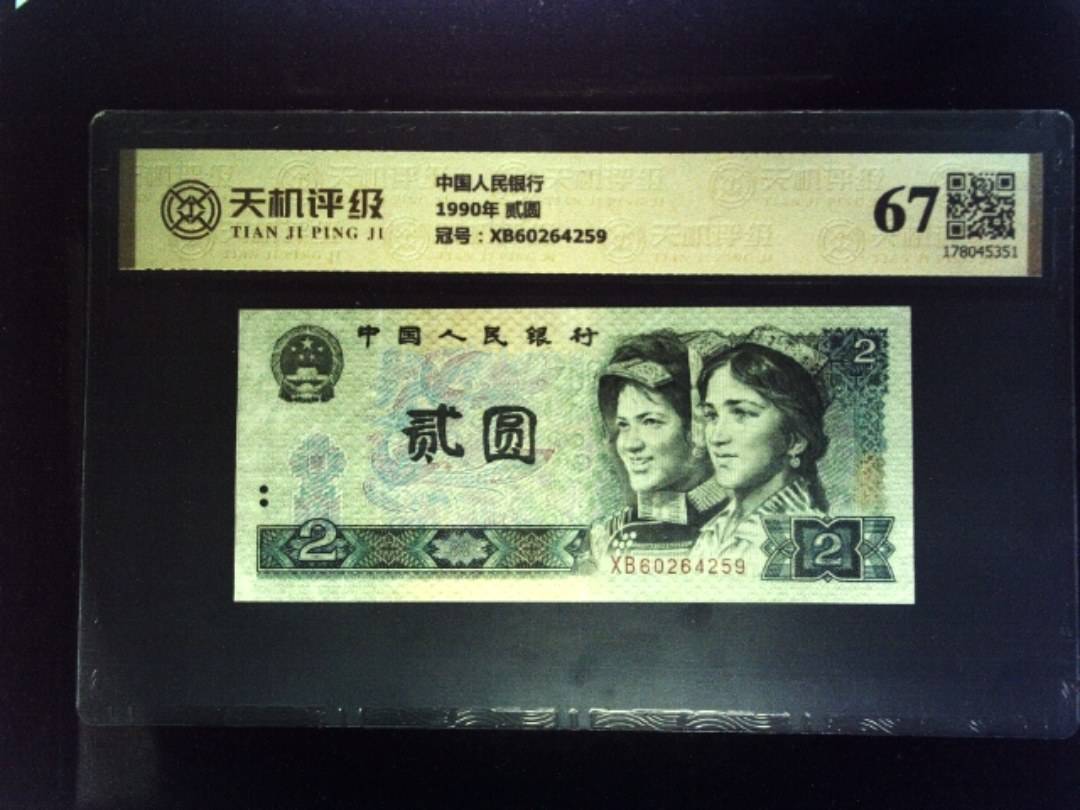 天机评级
TIAN JI PING JI
中国人民银行
1990年 贰圆
冠号：XB60264259
67
178045351
中国人民银行
2
贰圆
2
XB60264259
2